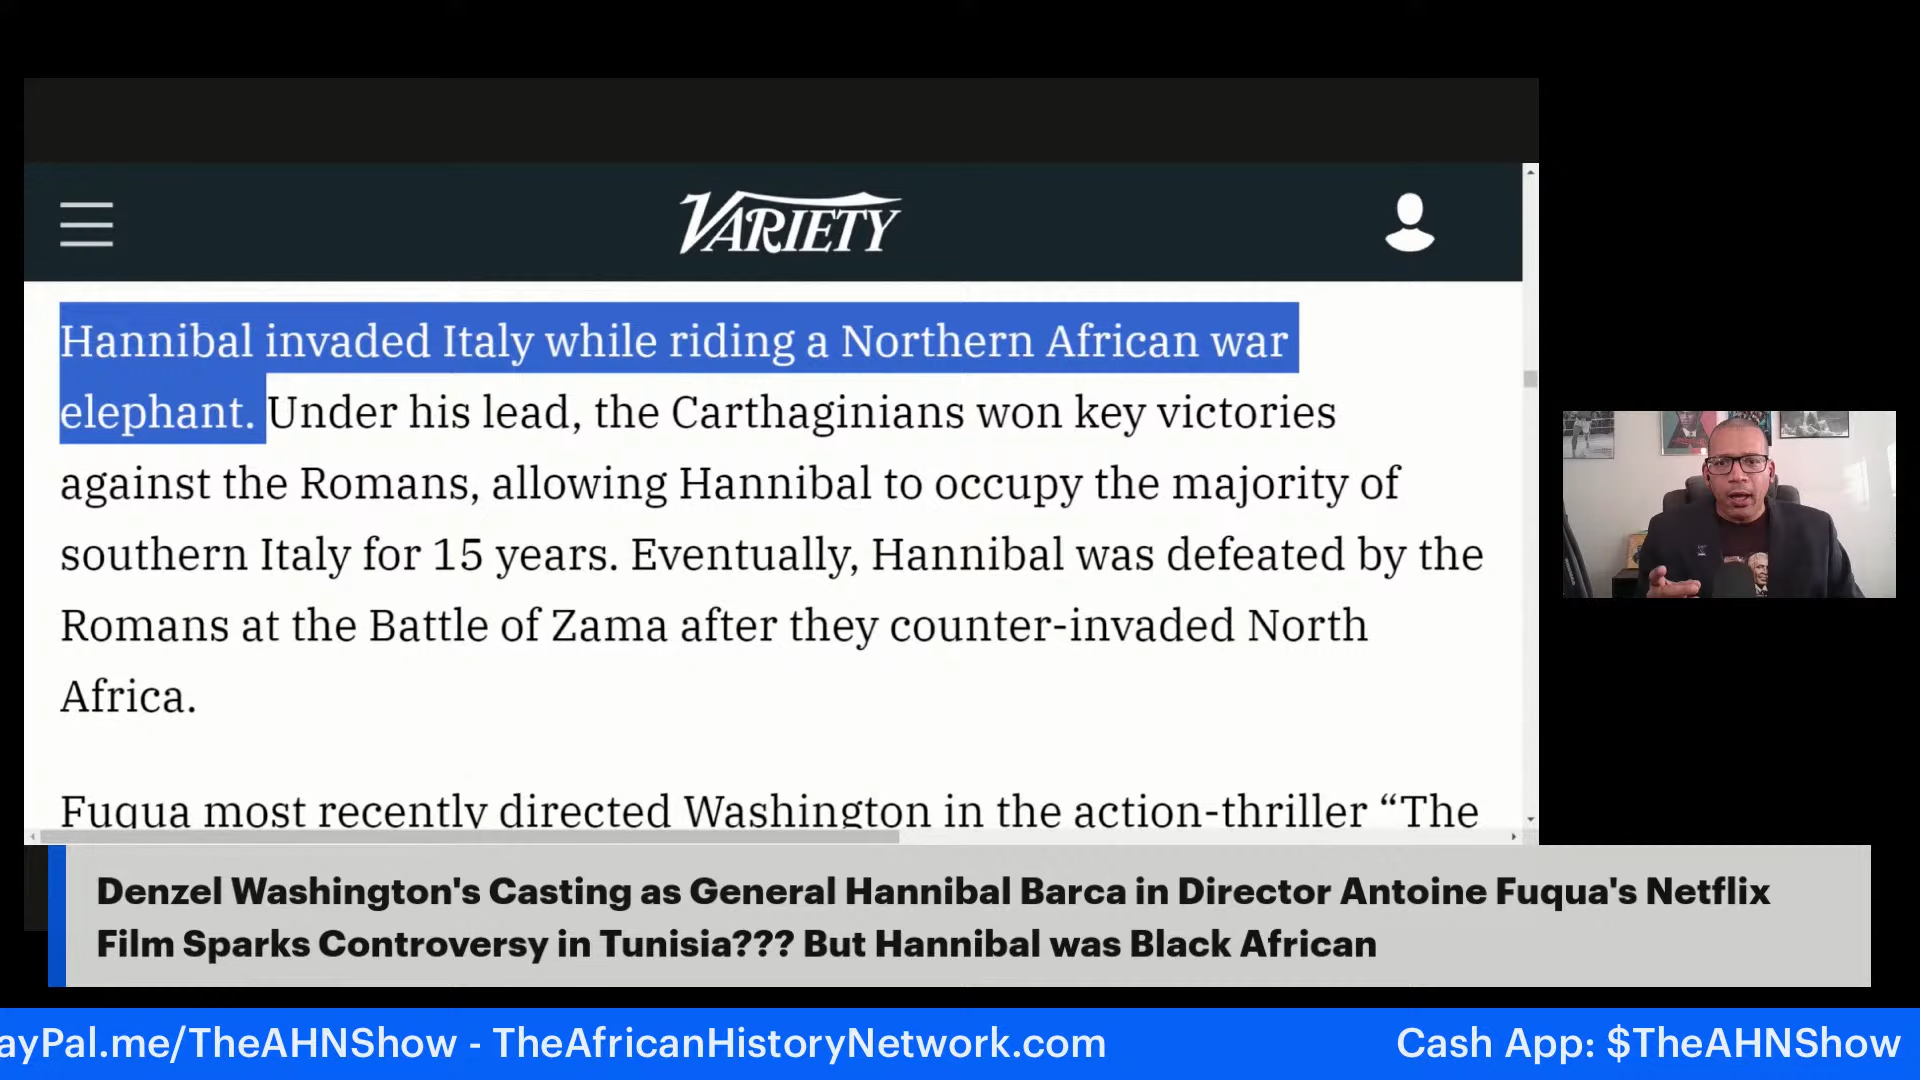 VARIETY
Hannibal invaded Italy while riding a Northern African war
elephant. Under his lead, the Carthaginians won key victories
against the Romans, allowing Hannibal to occupy the majority of
southern Italy for 15 years. Eventually, Hannibal was defeated by the
Romans at the Battle of Zama after they counter-invaded North
Africa.
Fuqua most recently directed Washington in the action-thriller “The
Denzel Washington's Casting as General Hannibal Barca in Director Antoine Fuqua's Netflix
Film Sparks Controversy in Tunisia??? But Hannibal was Black African
ayPal.me/TheAHNShow - TheAfricanHistoryNetwork.com Cash App: $TheAHNShow